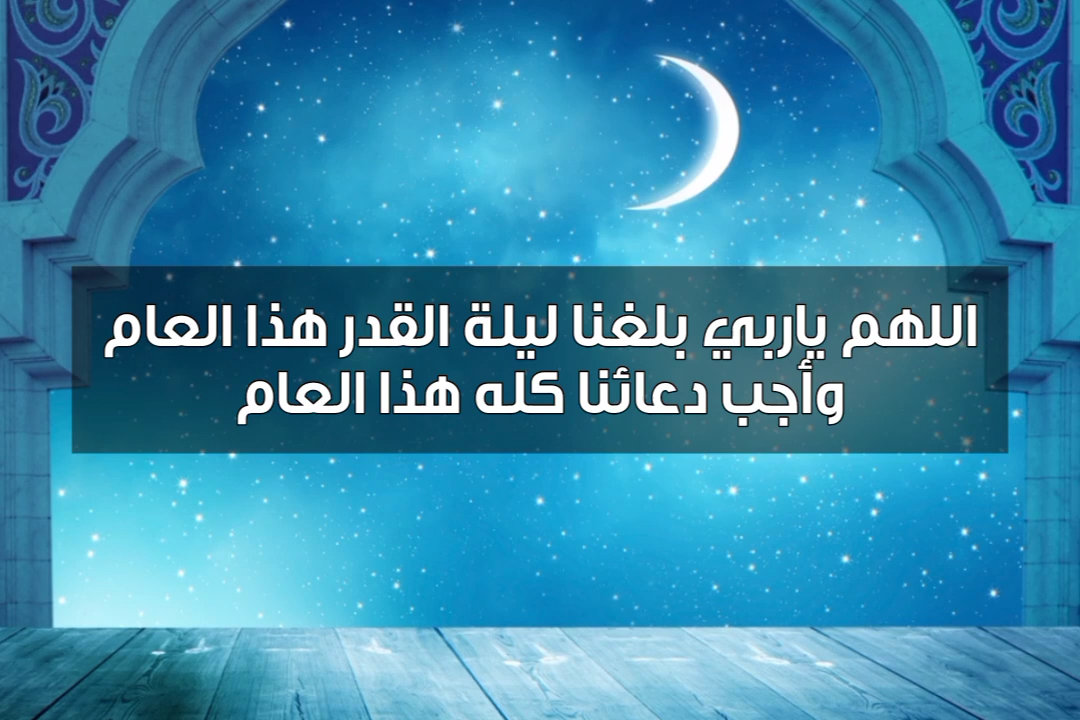 اللهم ياربي بلغنا ليلة القدر هذا العام
وأجب دعائنا كله هذا العام